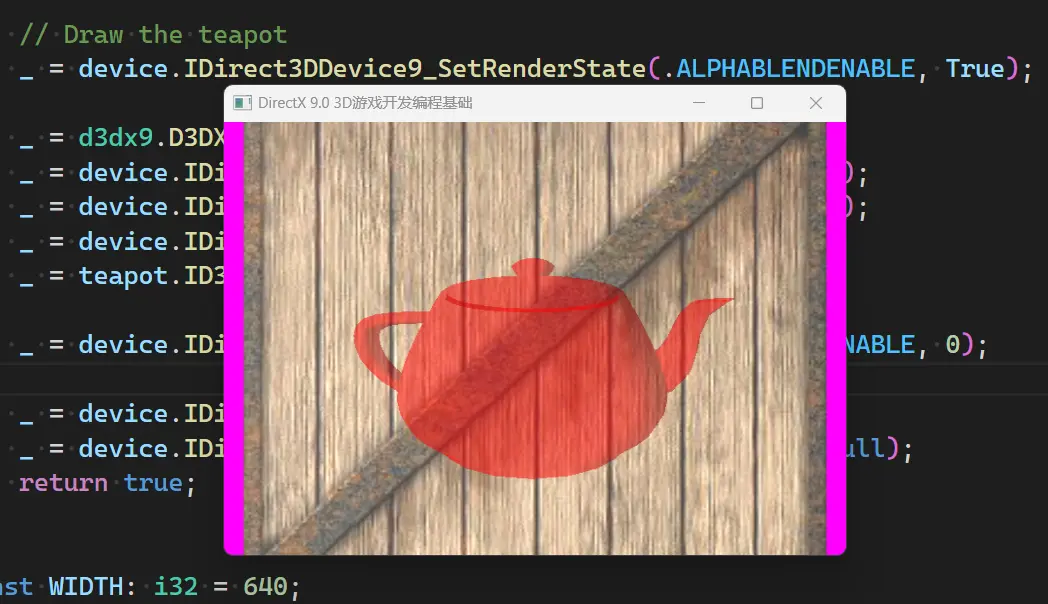 // Draw the teapot
_ = device.IDirect3DDevice9_SetRenderState(.ALPHABLENDENABLE, True);
DirectX 9.0 3D游戏开发编程基础
_ = d3dx9.D3DX
_ = device.IDi );
_ = device.IDi );
_ = device.IDi
_ = teapot.ID3
_ = device.IDi NABLE, 0);
_ = device.IDi
_ = device.IDi ull);
return true;
nst WIDTH: i32 = 640;